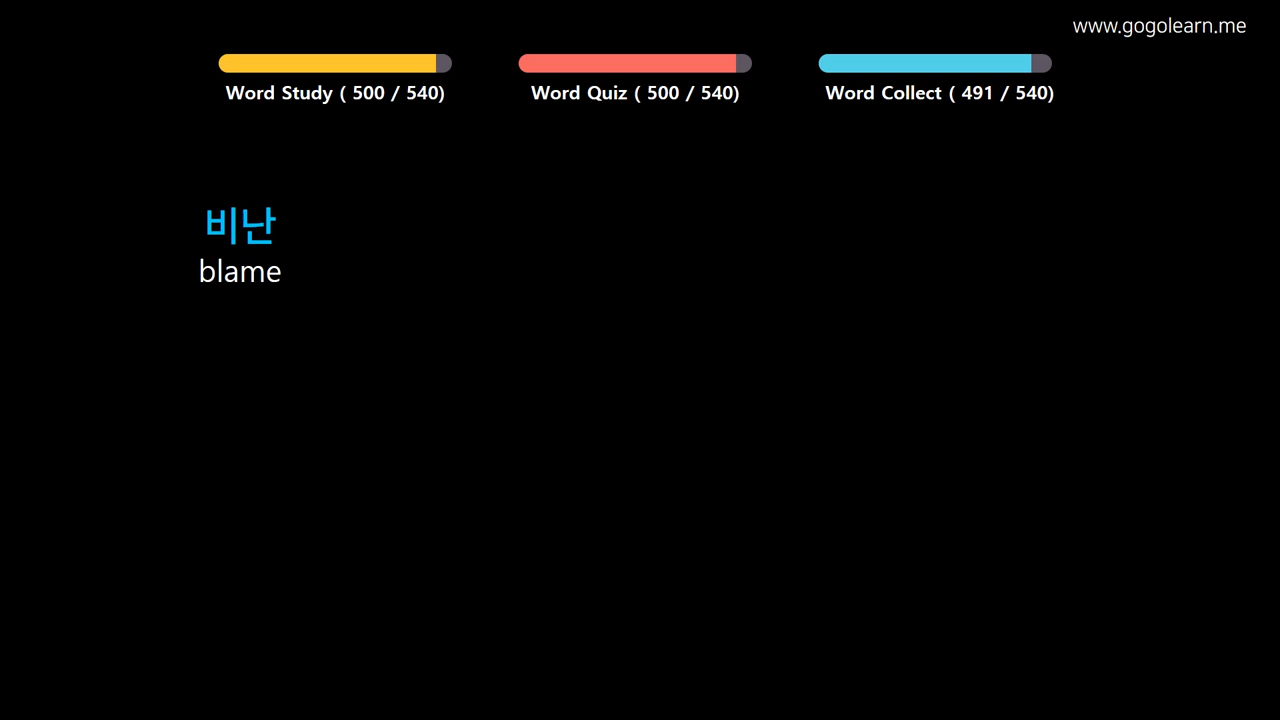 www.gogolearn.me
Word Study ( 500 / 540)
Word Quiz ( 500 / 540)
Word Collect ( 491 / 540)
비난
blame